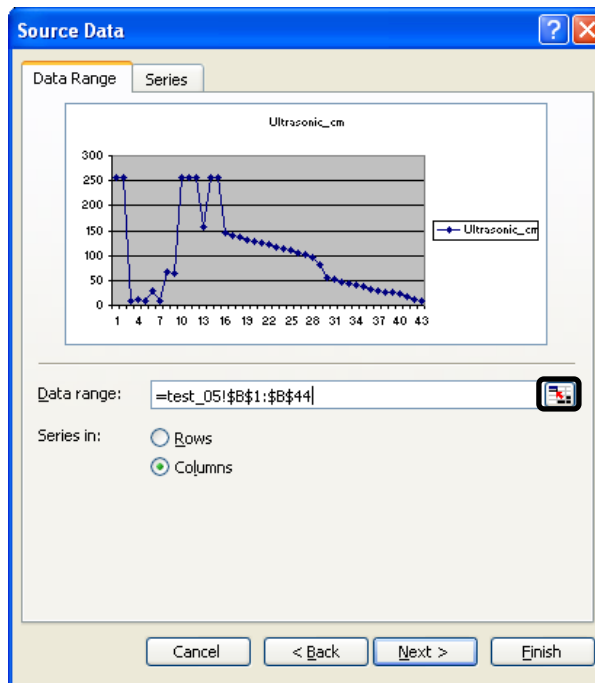 Source Data
Data Range
Series
Ultrasonic_cm
300
250
200
150
100
50
0
1 4 7 10 13 16 19 22 25 28 31 34 37 40 43
Ultrasonic_cm
Data range: =test_05!$B$1:$B$44
Series in: Rows
Columns
Cancel < Back Next > Finish